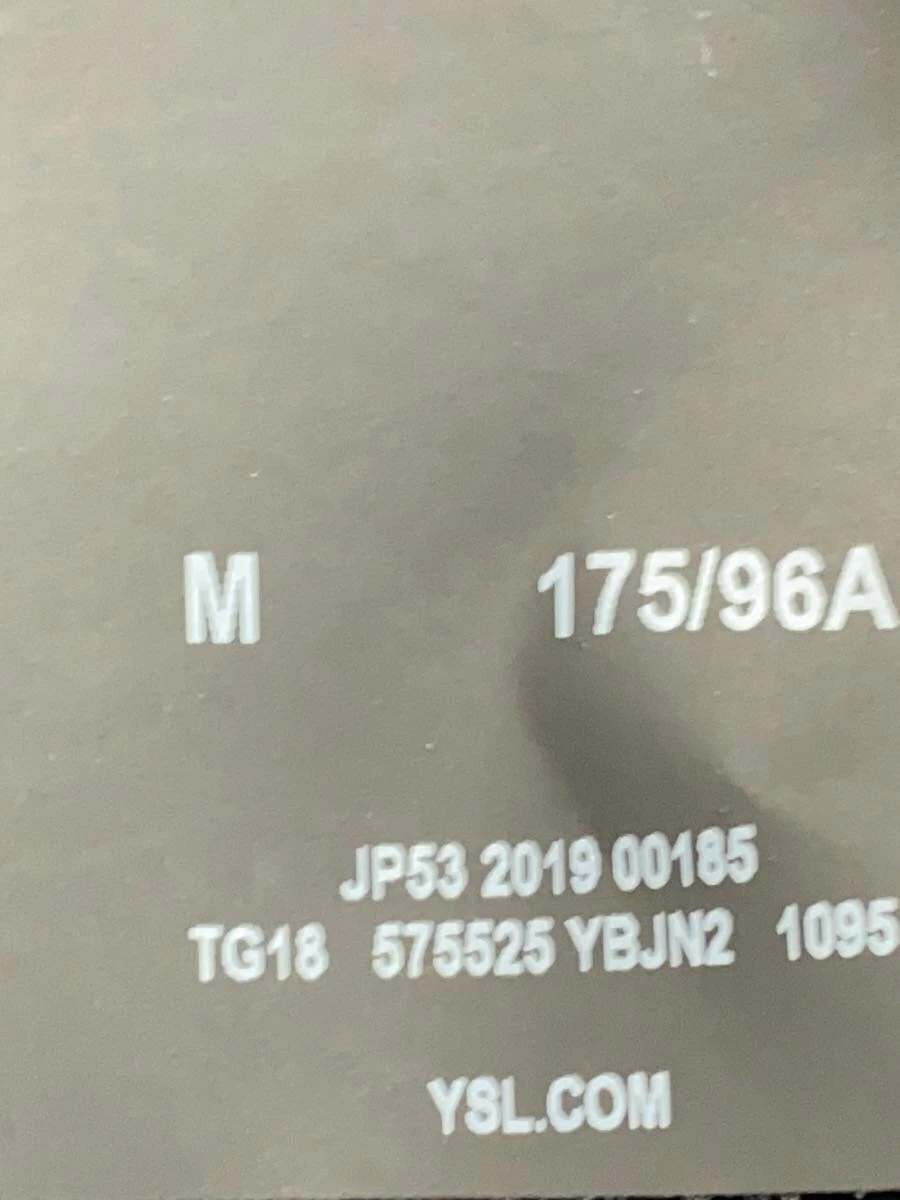 M 175/96A
JP53 2019 00185
TG18 575525 YBJN2 1095
YSL.COM